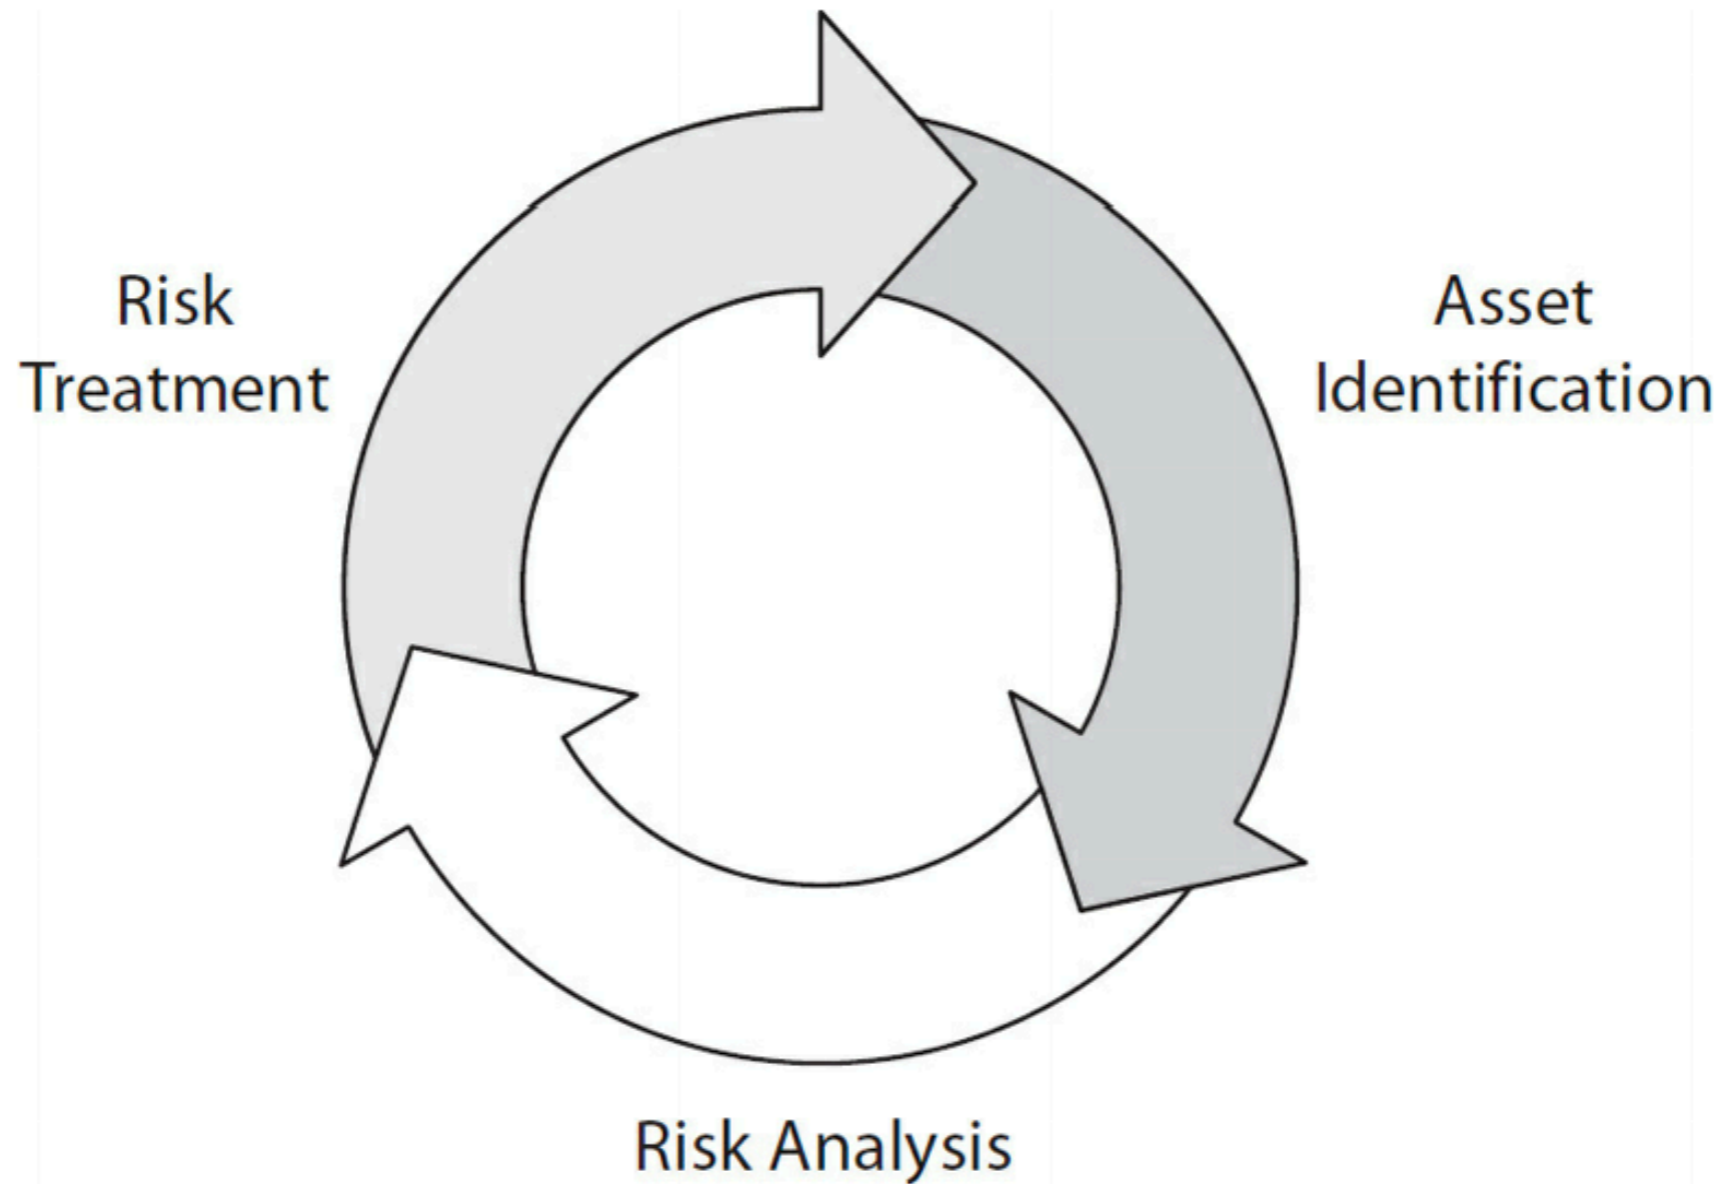 Risk
Treatment
Asset
Identification
Risk Analysis